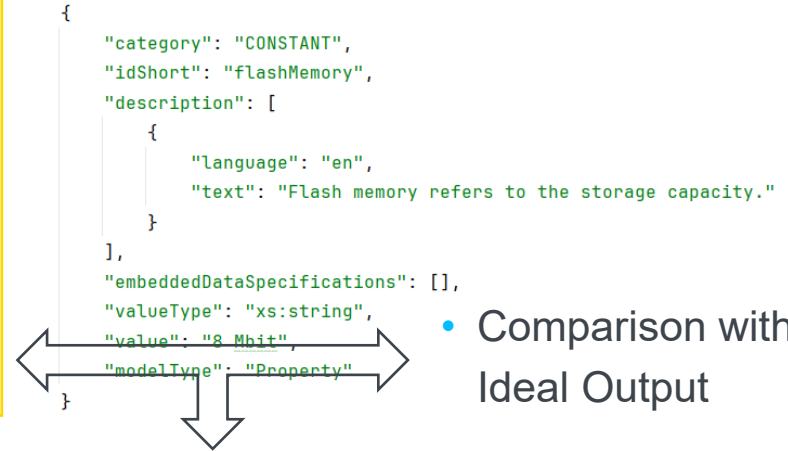 {
    "category": "CONSTANT",
    "idShort": "flashMemory",
    "description": [
        {
            "language": "en",
            "text": "Flash memory refers to the storage capacity."
        }
    ],
    "embeddedDataSpecifications": [],
    "valueType": "xs:string",
    "value": "8 Mbit",
    "modelType": "Property"
}
• Comparison with
Ideal Output